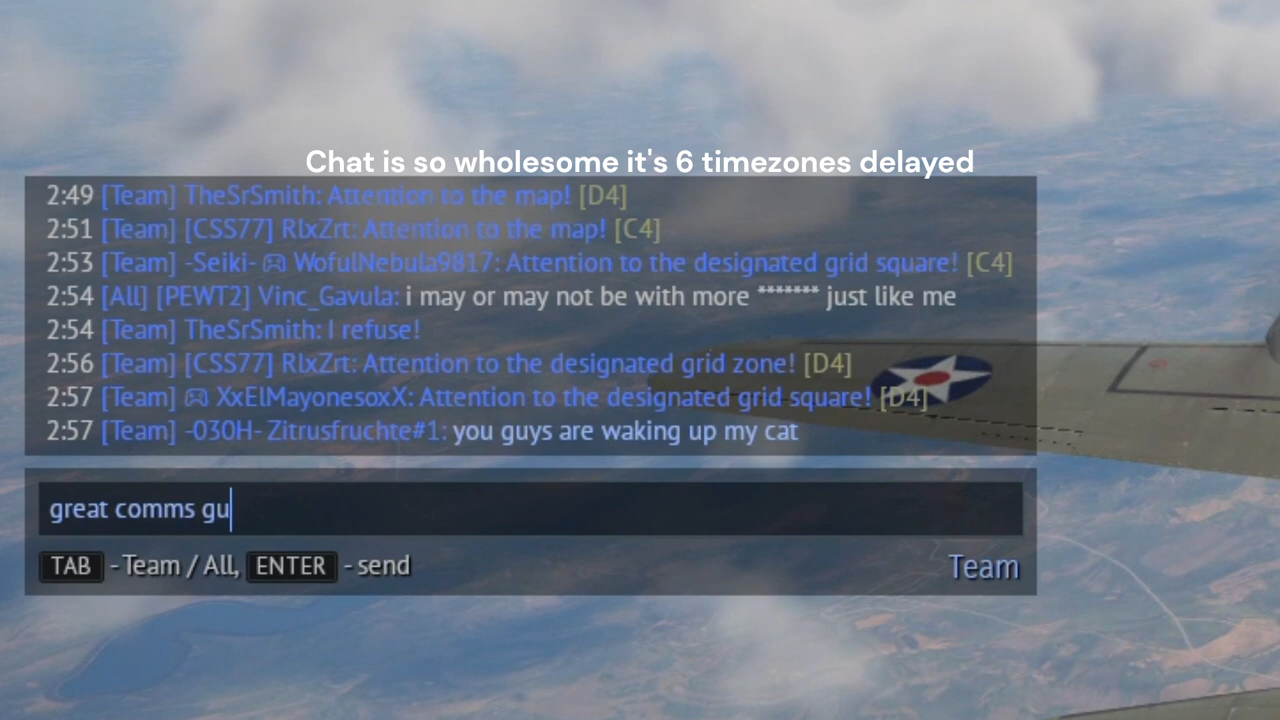 Chat is so wholesome it's 6 timezones delayed
2:49 [Team] TheSrSmith: Attention to the map! [D4]
2:51 [Team] [CSS77] RlxZrt: Attention to the map! [C4]
2:53 [Team] -Seiki- WofulNebula9817: Attention to the designated grid square! [C4]
2:54 [All] [PEWT2] Vinc_Gavula: i may or may not be with more ******* just like me
2:54 [Team] TheSrSmith: I refuse!
2:56 [Team] [CSS77] RlxZrt: Attention to the designated grid zone! [D4]
2:57 [Team] XxElMayonesoxX: Attention to the designated grid square! [D4]
2:57 [Team] -030H- Zitrusfruchte#1: you guys are waking up my cat
great comms gu
TAB - Team / All, ENTER - send
Team